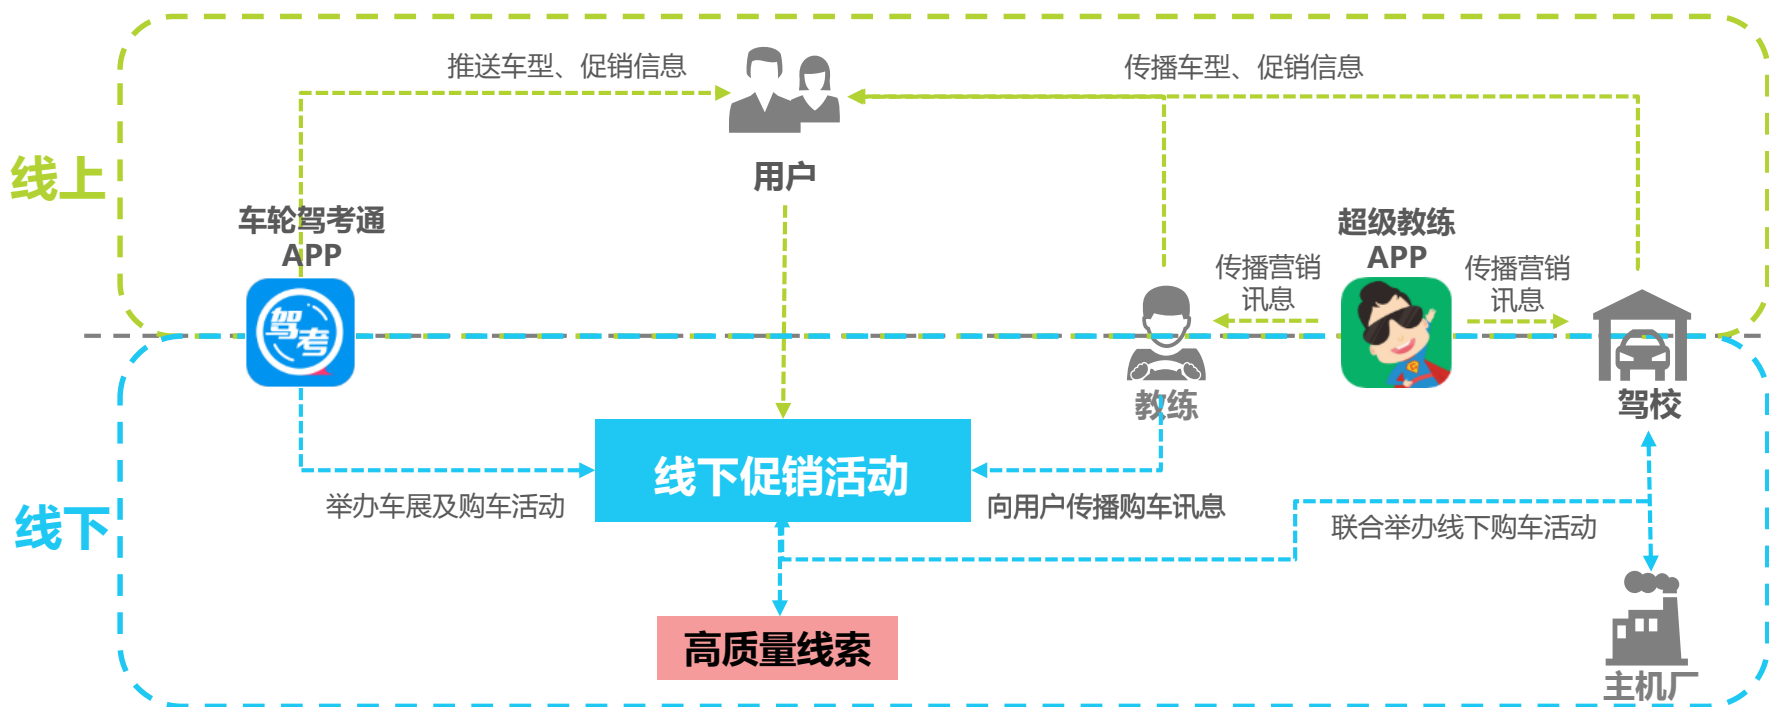 推送车型、促销信息
传播车型、促销信息
用户
线上
车轮驾考通
APP
超级教练
APP
传播营销
讯息
传播营销
讯息
驾考
教练
驾校
线下促销活动
举办车展及购车活动
向用户传播购车讯息
联合举办线下购车活动
线下
高质量线索
主机厂